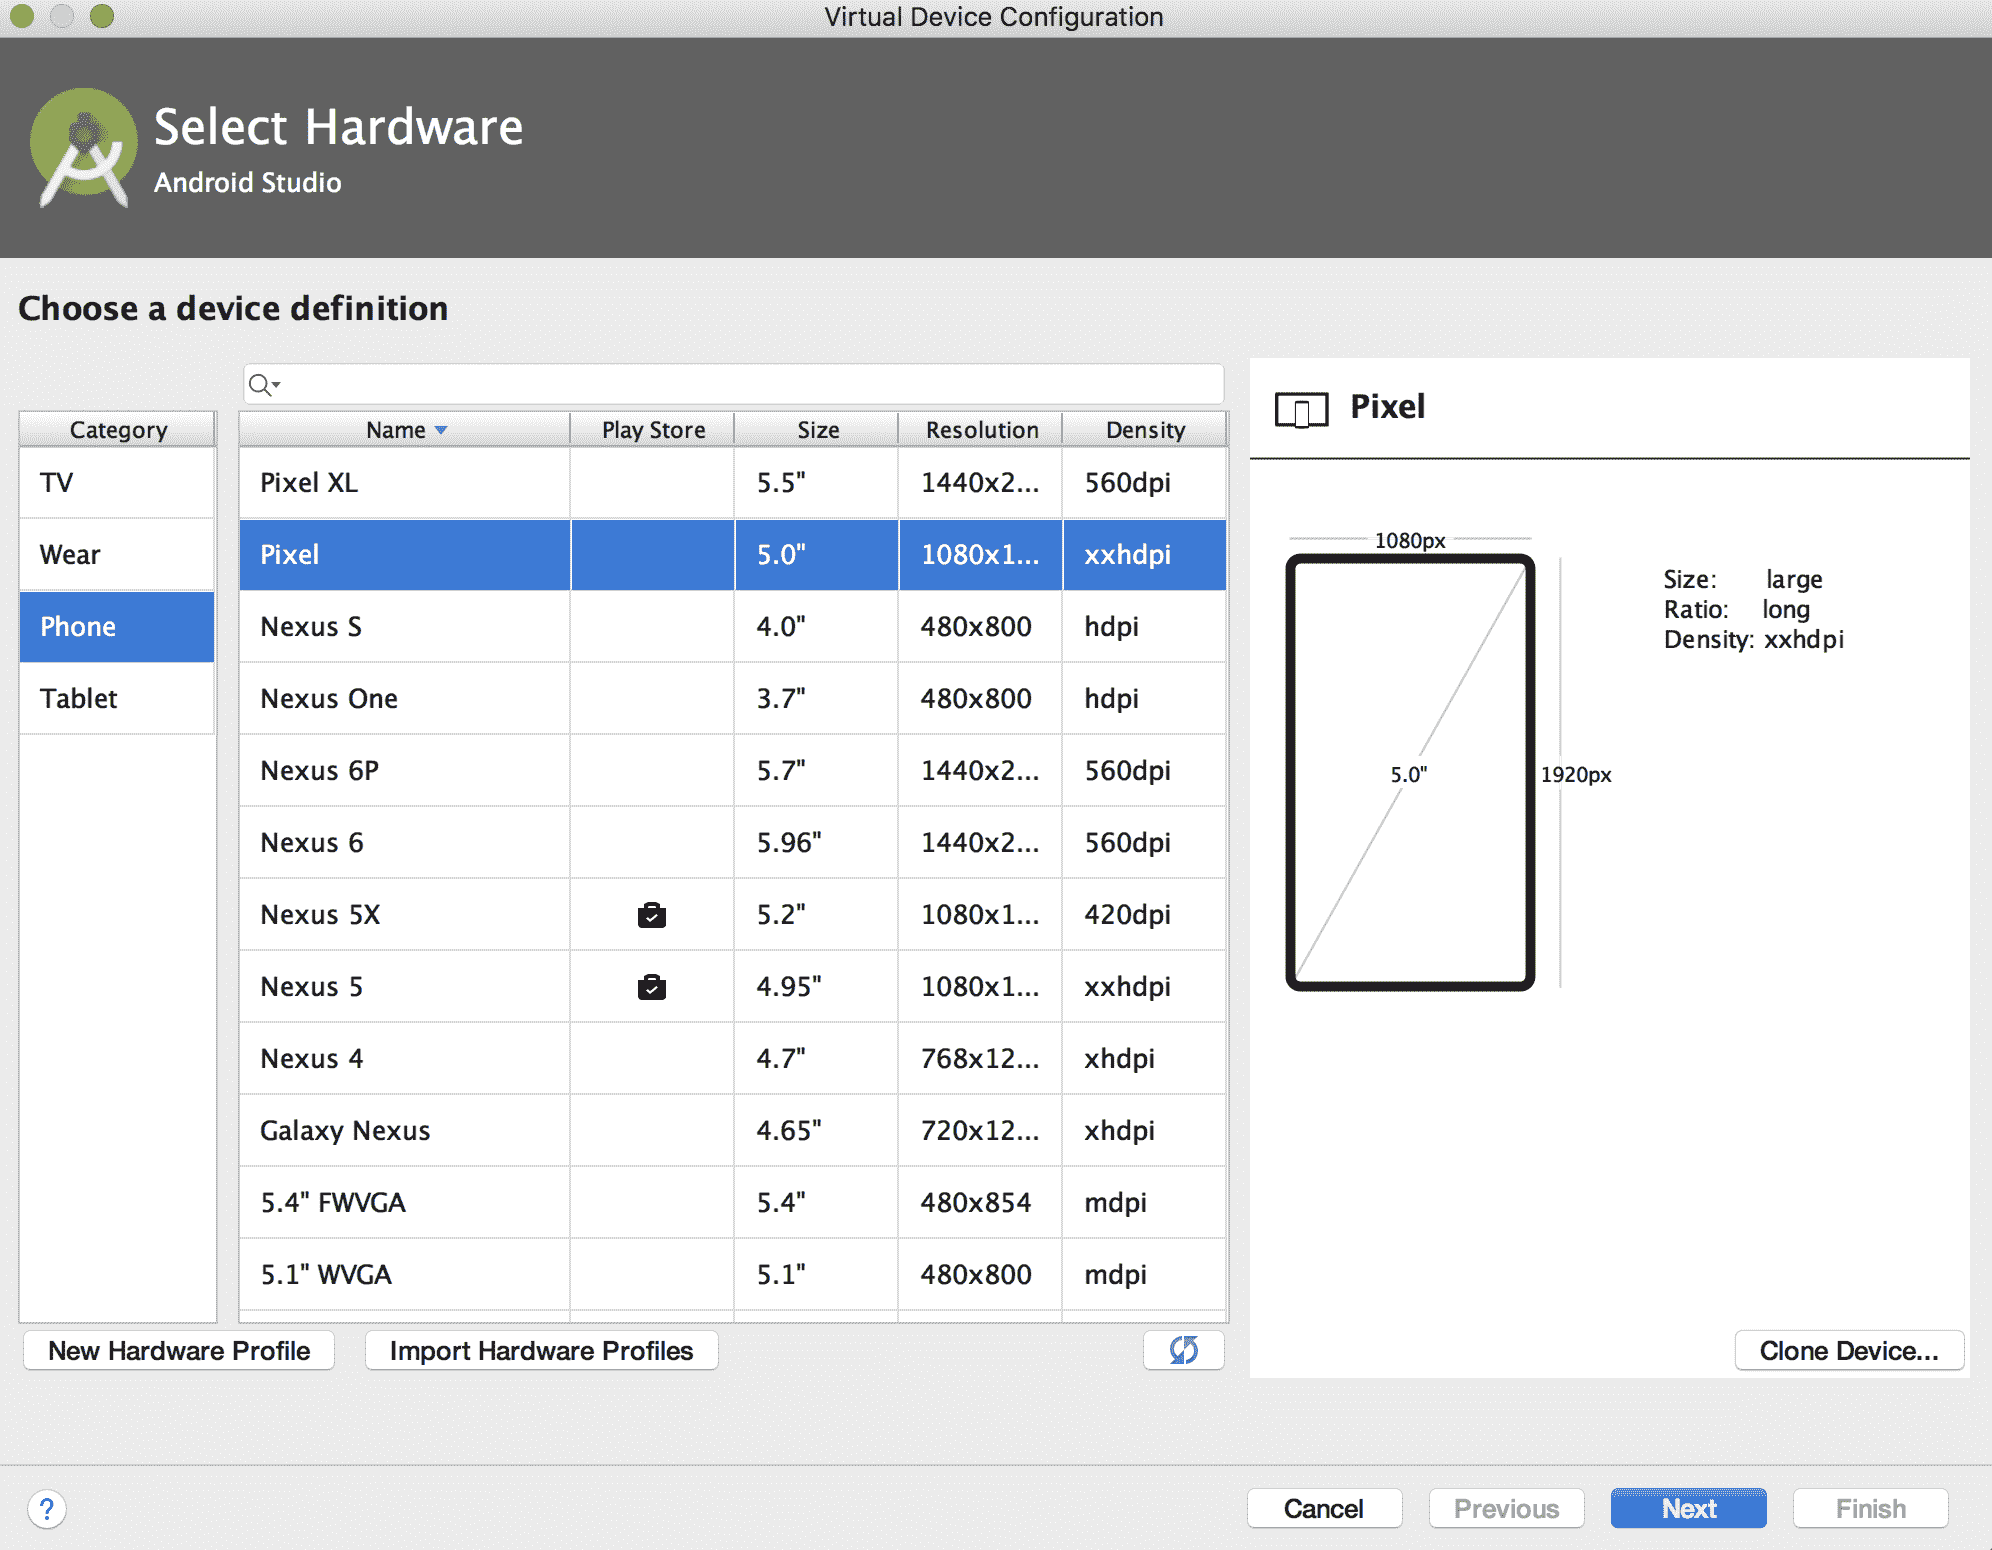 Virtual Device Configuration
Select Hardware
Android Studio
Choose a device definition
Category
TV
Wear
Phone
Tablet
Name Play Store Size Resolution Density
Pixel XL 5.5" 1440x2... 560dpi
Pixel 5.0" 1080x1... xxhdpi
Nexus S 4.0" 480x800 hdpi
Nexus One 3.7" 480x800 hdpi
Nexus 6P 5.7" 1440x2... 560dpi
Nexus 6 5.96" 1440x2... 560dpi
Nexus 5X 5.2" 1080x1... 420dpi
Nexus 5 4.95" 1080x1... xxhdpi
Nexus 4 4.7" 768x12... xhdpi
Galaxy Nexus 4.65" 720x12... xhdpi
5.4" FWVGA 5.4" 480x854 mdpi
5.1" WVGA 5.1" 480x800 mdpi
New Hardware Profile Import Hardware Profiles
Pixel
1080px
5.0"
1920px
Size: large
Ratio: long
Density: xxhdpi
Clone Device...
? Cancel Previous Next Finish